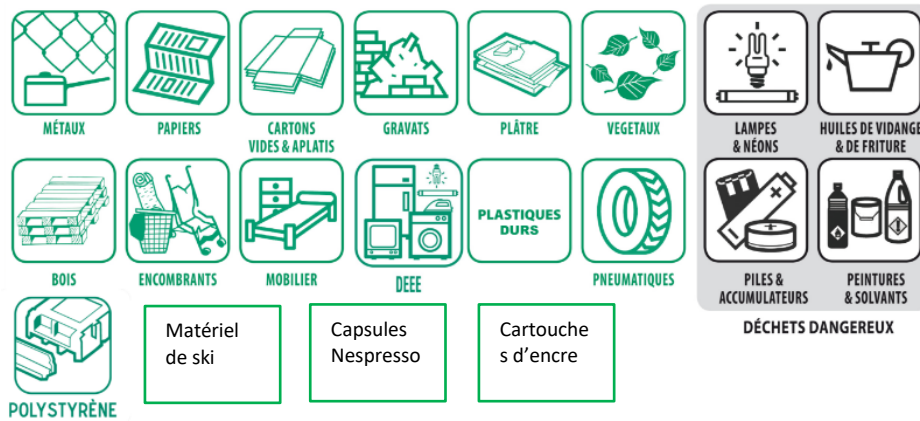 MÉTAUX
PAPIERS
CARTONS
VIDES & APLATIS
GRAVATS
PLÂTRE
VEGETAUX
LAMPES
& NÉONS
HUILES DE VIDANGE
& DE FRITURE
PLASTIQUES
DURS
BOIS
ENCOMBRANTS
MOBILIER
DEEE
PNEUMATIQUES
PILES &
ACCUMULATEURS
PEINTURES
& SOLVANTS
DÉCHETS DANGEREUX
Matériel
de ski
Capsules
Nespresso
Cartouche
s d’encre
POLYSTYRÈNE